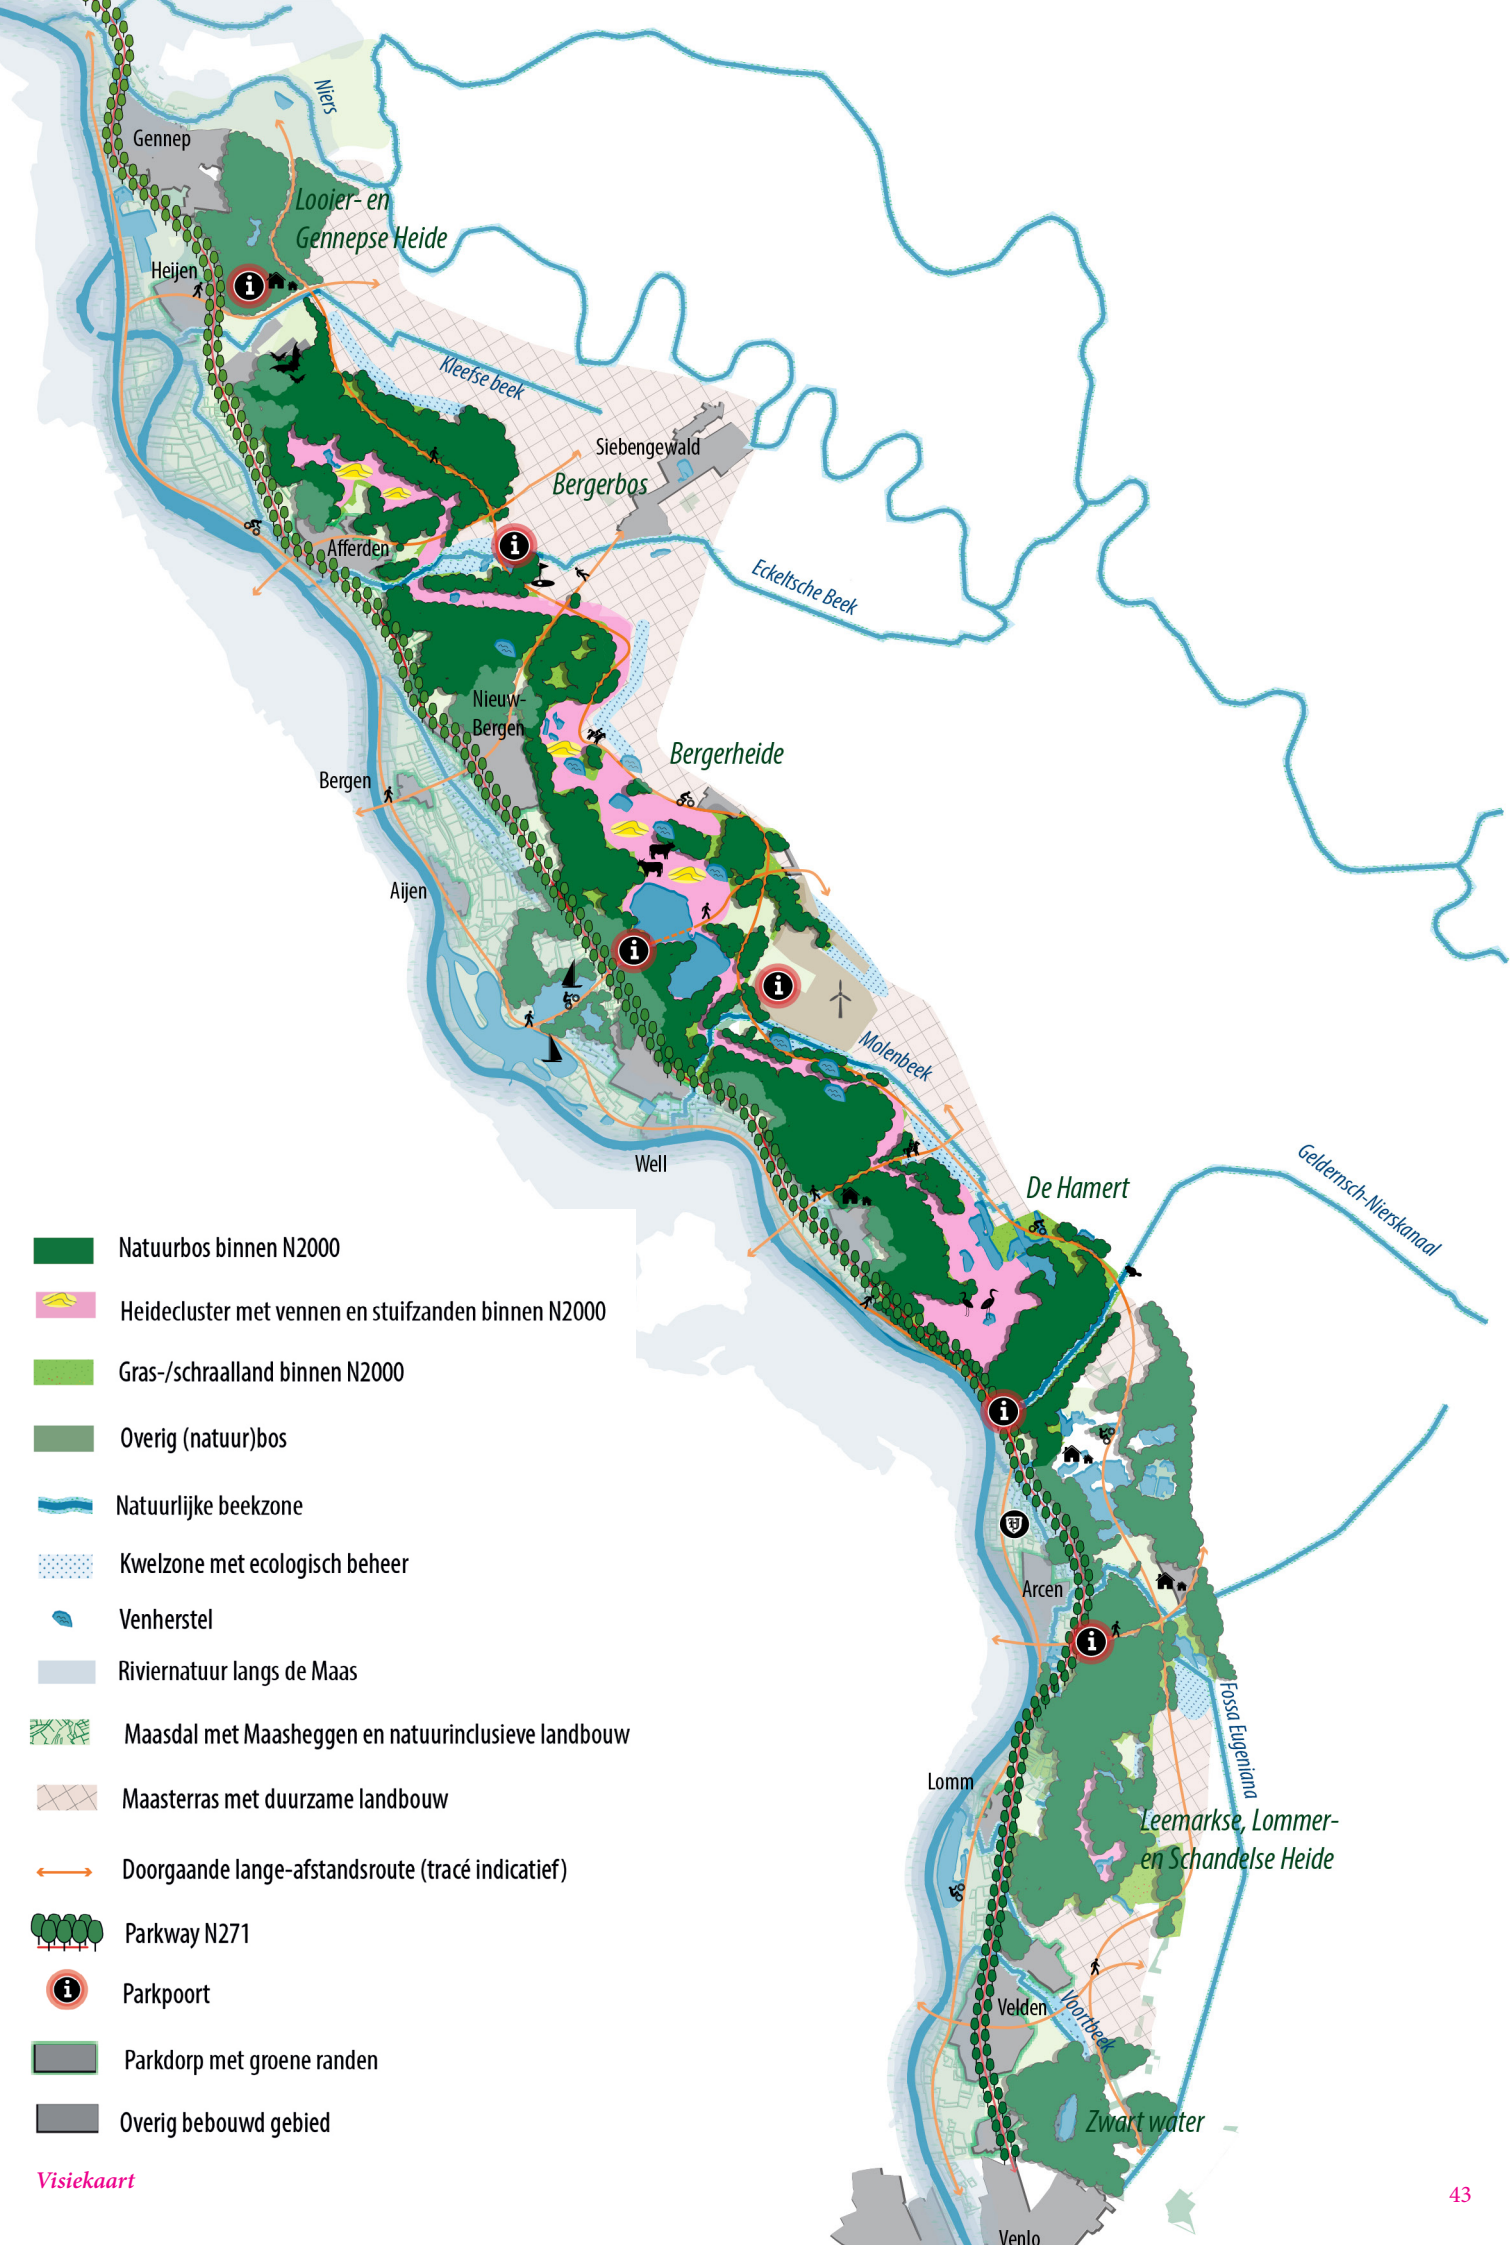 Niers
Gennep
Looier- en
Gennepse Heide
Heijen
Kleefse beek
Siebengewald
Bergerbos
Afferden
Eckeltsche Beek
Nieuw-
Bergen
Bergerheide
Bergen
Aijen
Molenbeek
Well
De Hamert
Geldernsch-Nierskanaal
Arcen
Fossa Eugeniana
Lomm
Leemarkse, Lommer-
en Schandelse Heide
Velden
Voortbeek
Zwart water
Venlo
Natuurbos binnen N2000
Heidecluster met vennen en stuifzanden binnen N2000
Gras-/schraalland binnen N2000
Overig (natuur)bos
Natuurlijke beekzone
Kwelzone met ecologisch beheer
Venherstel
Riviernatuur langs de Maas
Maasdal met Maasheggen en natuurinclusieve landbouw
Maasterras met duurzame landbouw
Doorgaande lange-afstandsroute (tracé indicatief)
Parkway N271
Parkpoort
Parkdorp met groene randen
Overig bebouwd gebied
Visiekaart
43